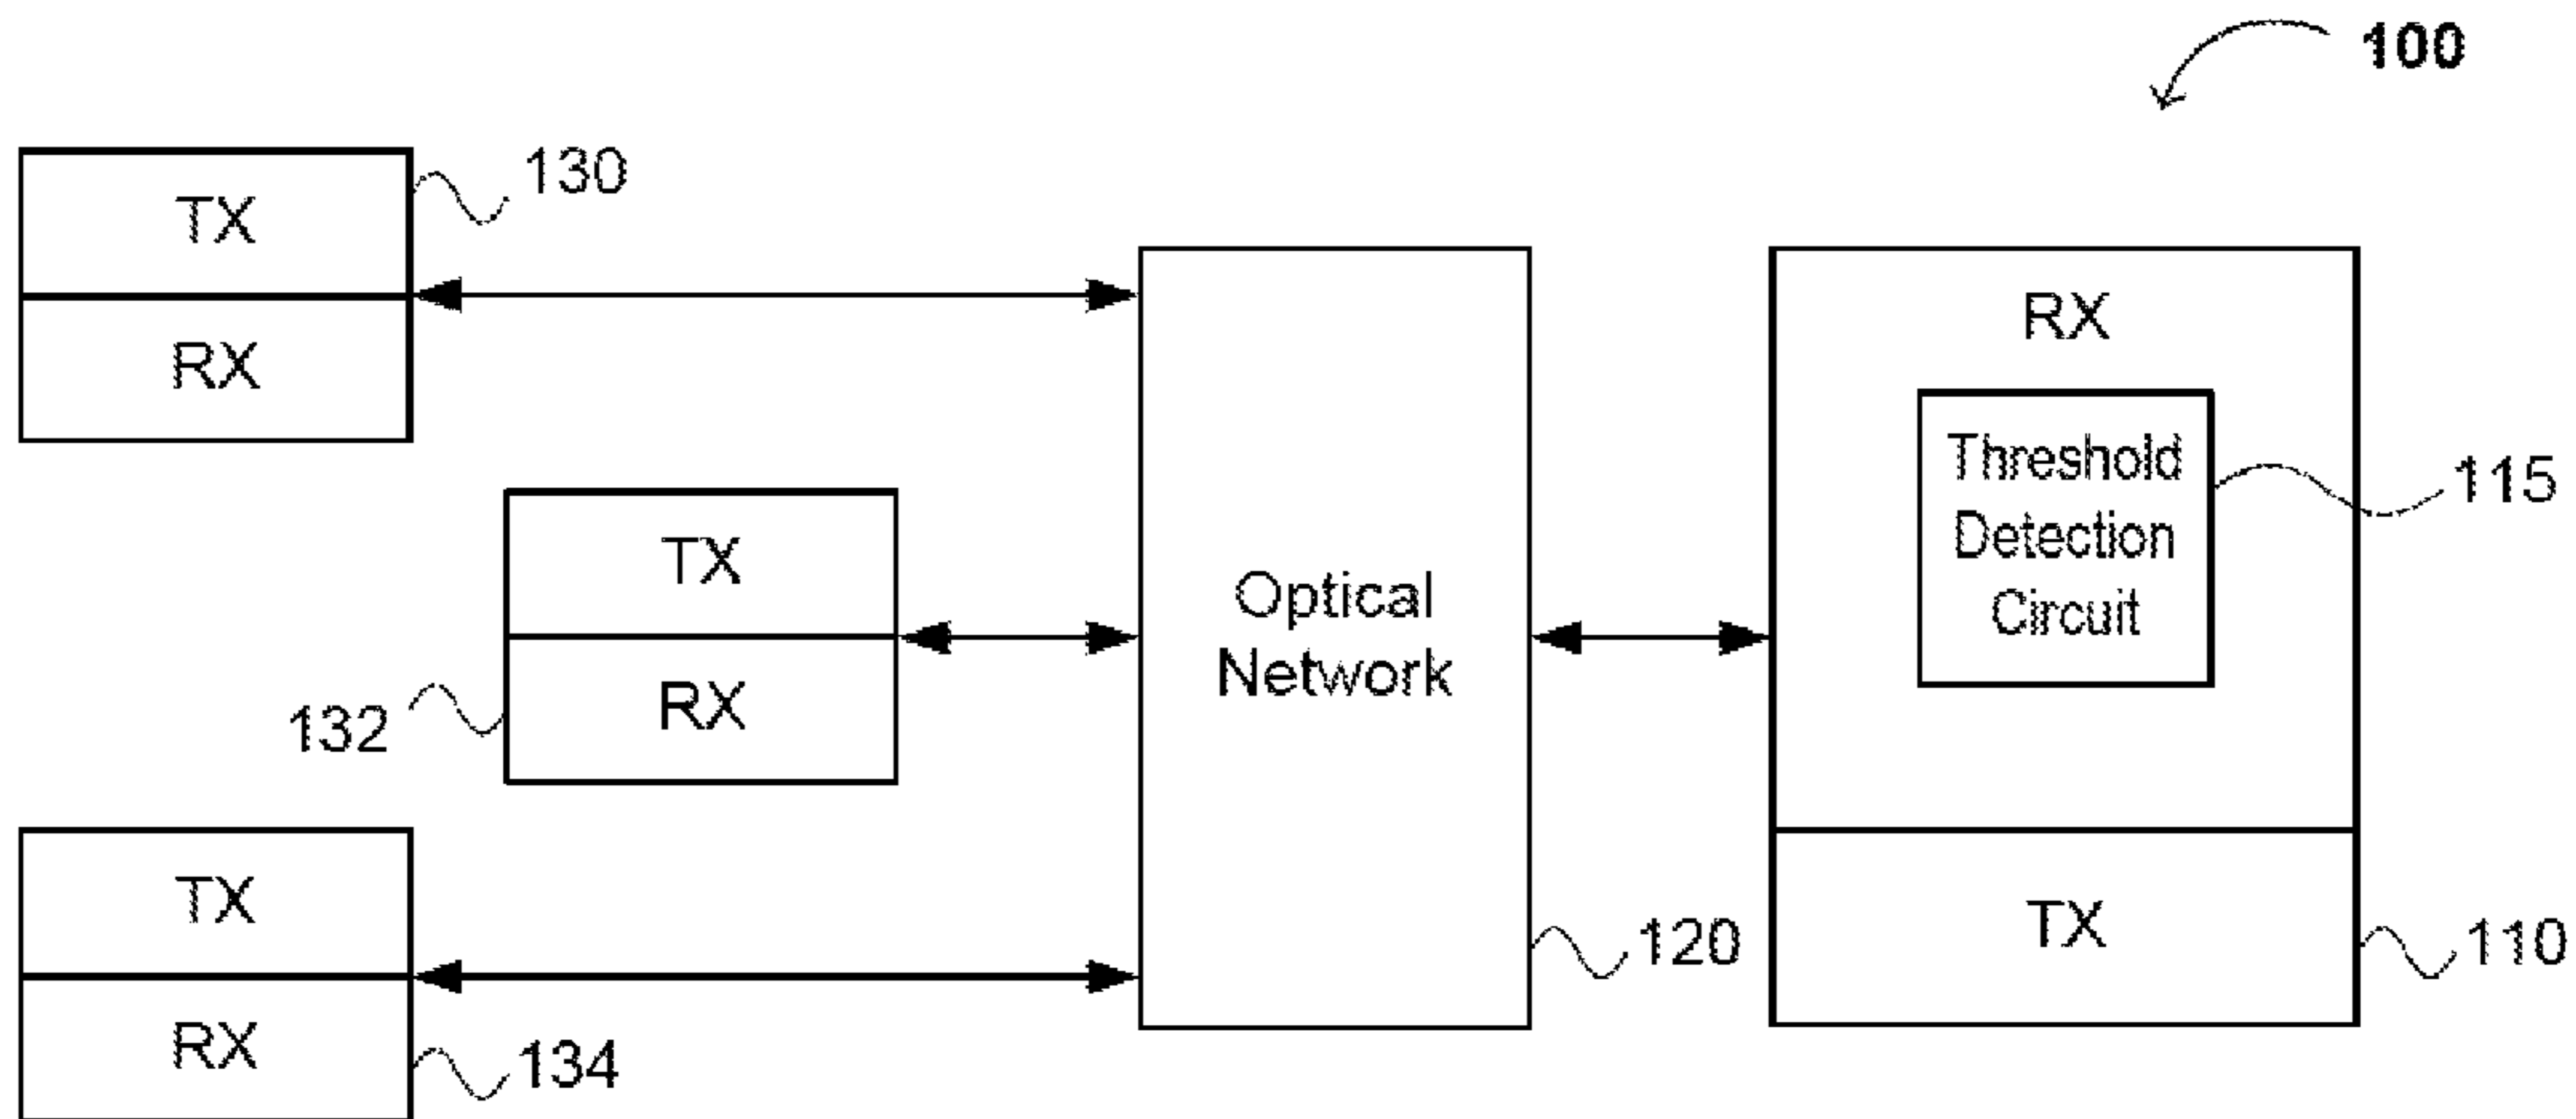 100
130
TX
RX
RX
Threshold
Detection
Circuit
115
TX
RX
132
Optical
Network
TX
RX
134
120
TX
110